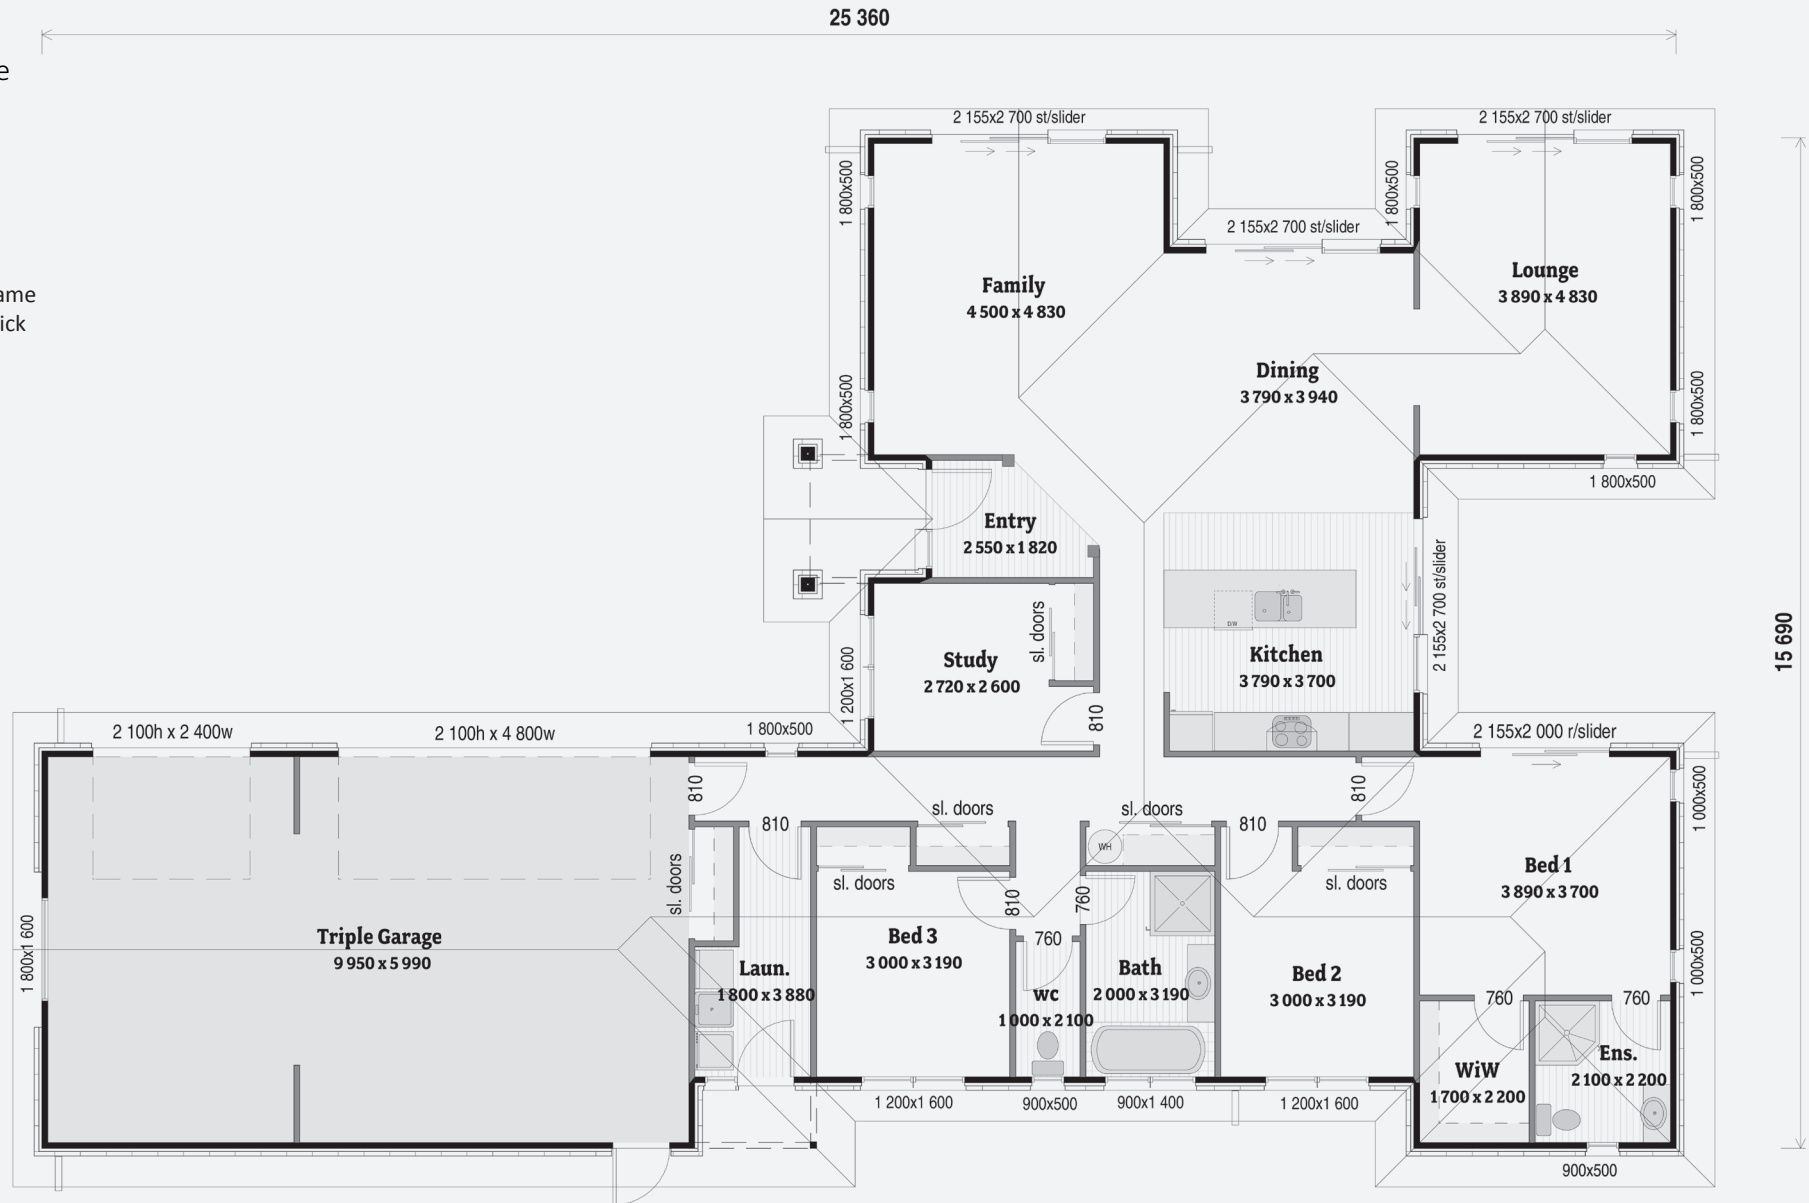 25 360
e
2 155x2 700 st/slider
2 155x2 700 st/slider
1 800x500
1 800x500
1 800x500
2 155x2 700 st/slider
Family
4 500 x 4 830
Lounge
3 890 x 4 830
ame
ick
Dining
3 790 x 3 940
1 800x500
1 800x500
1 800x500
Entry
2 550 x 1 820
2 155x2 700 st/slider
15 690
sl. doors
D/W
Study
2 720 x 2 600
1 200x1 600
Kitchen
3 790 x 3 700
810
2 100h x 2 400w
2 100h x 4 800w
1 800x500
2 155x2 000 r/slider
810
810
1 000x500
sl. doors
sl. doors
810
810
WH
sl. doors
sl. doors
sl. doors
Bed 1
3 890 x 3 700
810
760
Triple Garage
9 950 x 5 990
1 800x1 600
Bed 3
3 000 x 3 190
760
1 000x500
Laun.
1 800 x 3 880
Bath
2 000 x 3 190
Bed 2
3 000 x 3 190
wc
1 000 x 2 100
760
760
WiW
1 700 x 2 200
Ens.
2 100 x 2 200
1 200x1 600
900x500
900x1 400
1 200x1 600
900x500